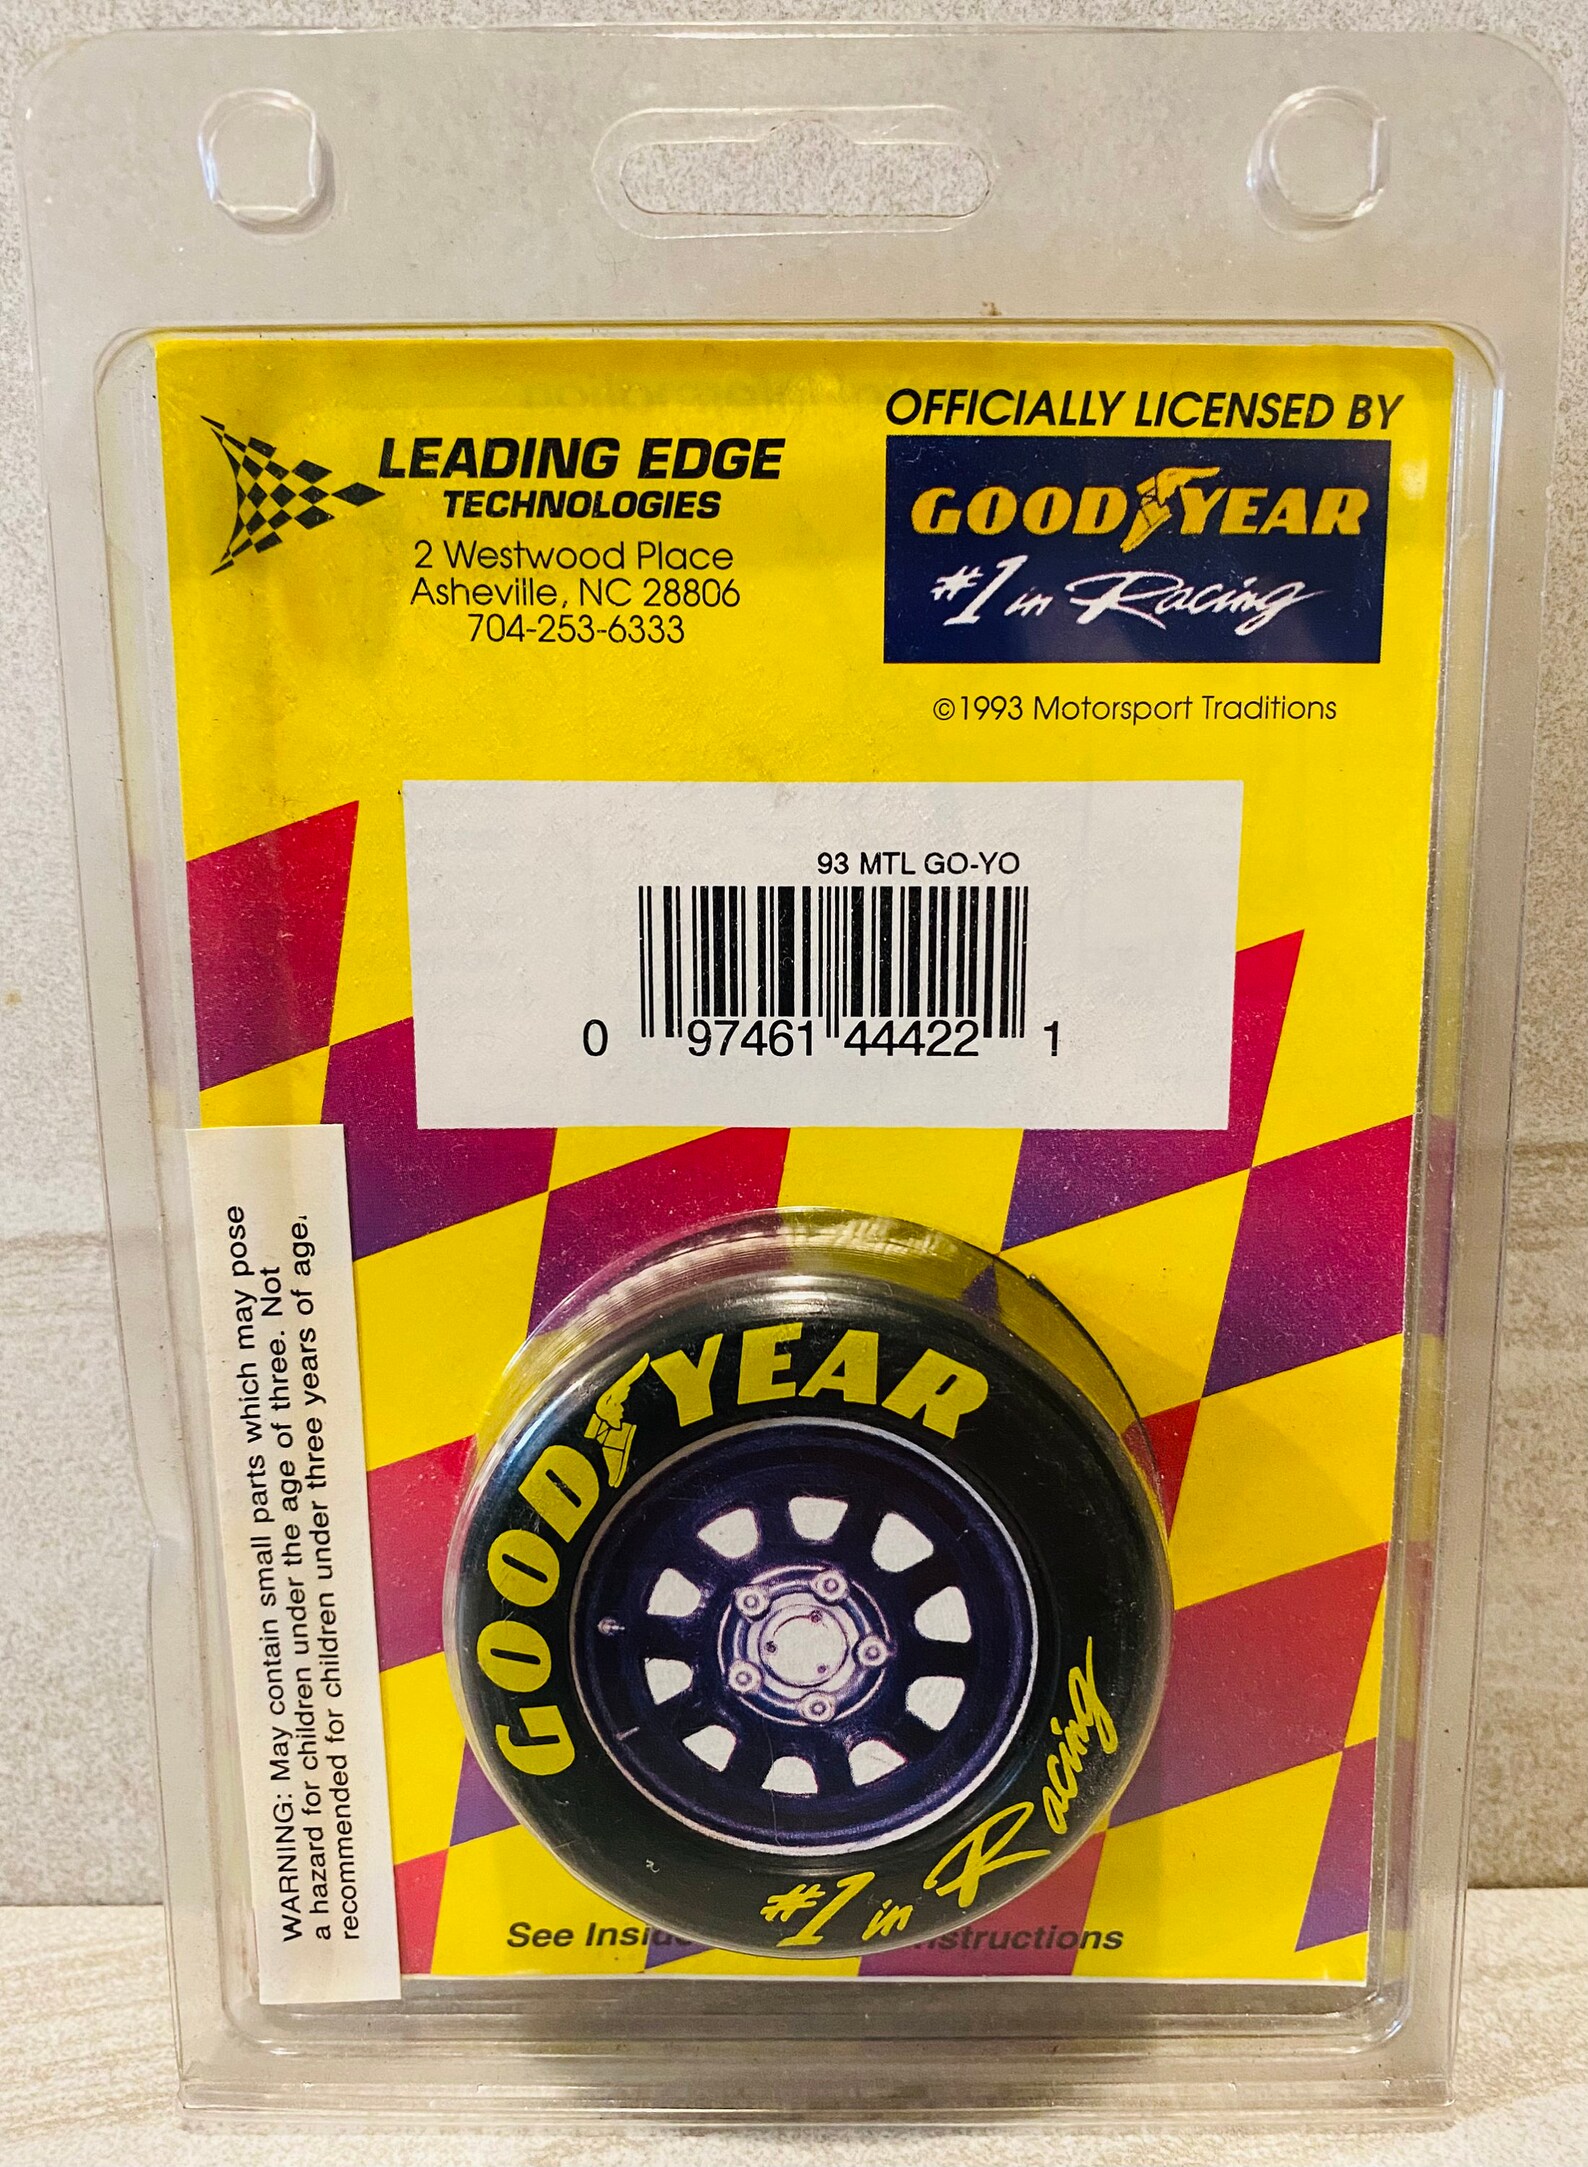 LEADING EDGE
TECHNOLOGIES
2 Westwood Place
Asheville, NC 28806
704-253-6333
OFFICIALLY LICENSED BY
GOODYEAR
#1 in Racing
©1993 Motorsport Traditions
93 MTL GO-YO
0 97461 44422 1
WARNING: May contain small parts which may pose
a hazard for children under the age of three. Not
recommended for children under three years of age.
GOODYEAR
#1 in Racing
See